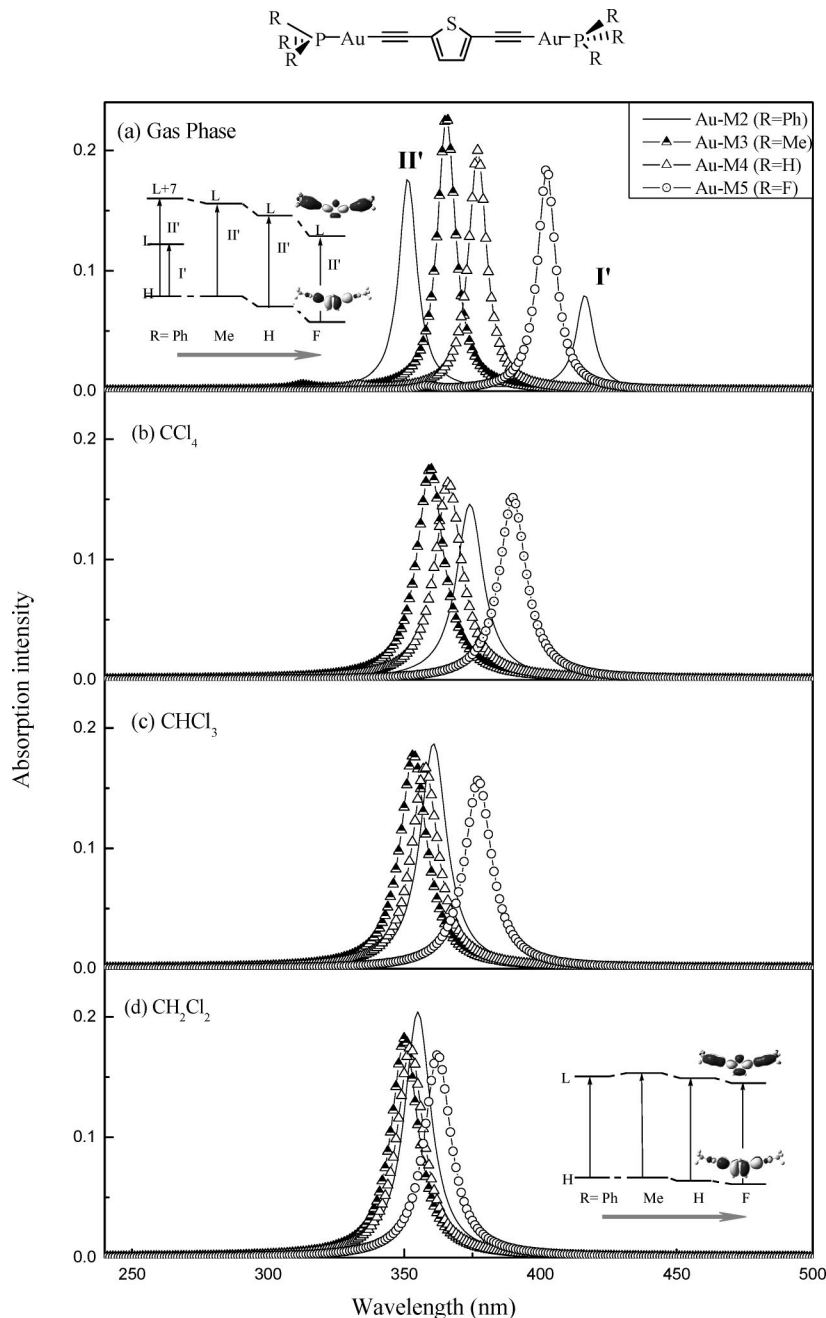 R
S
R P Au Au P R
R R
R R
(a) Gas Phase
Au-M2 (R=Ph)
Au-M3 (R=Me)
Au-M4 (R=H)
Au-M5 (R=F)
II'
I'
L+7 L L L
II' II' II' II'
L
I'
H
R= Ph Me H F
0.2
0.1
0.0
(b) CCl4
0.2
0.1
0.0
(c) CHCl3
0.2
0.1
0.0
(d) CH2Cl2
0.2
0.1
0.0
L
H
R= Ph Me H F
250 300 350 400 450 500
Wavelength (nm)
Absorption intensity